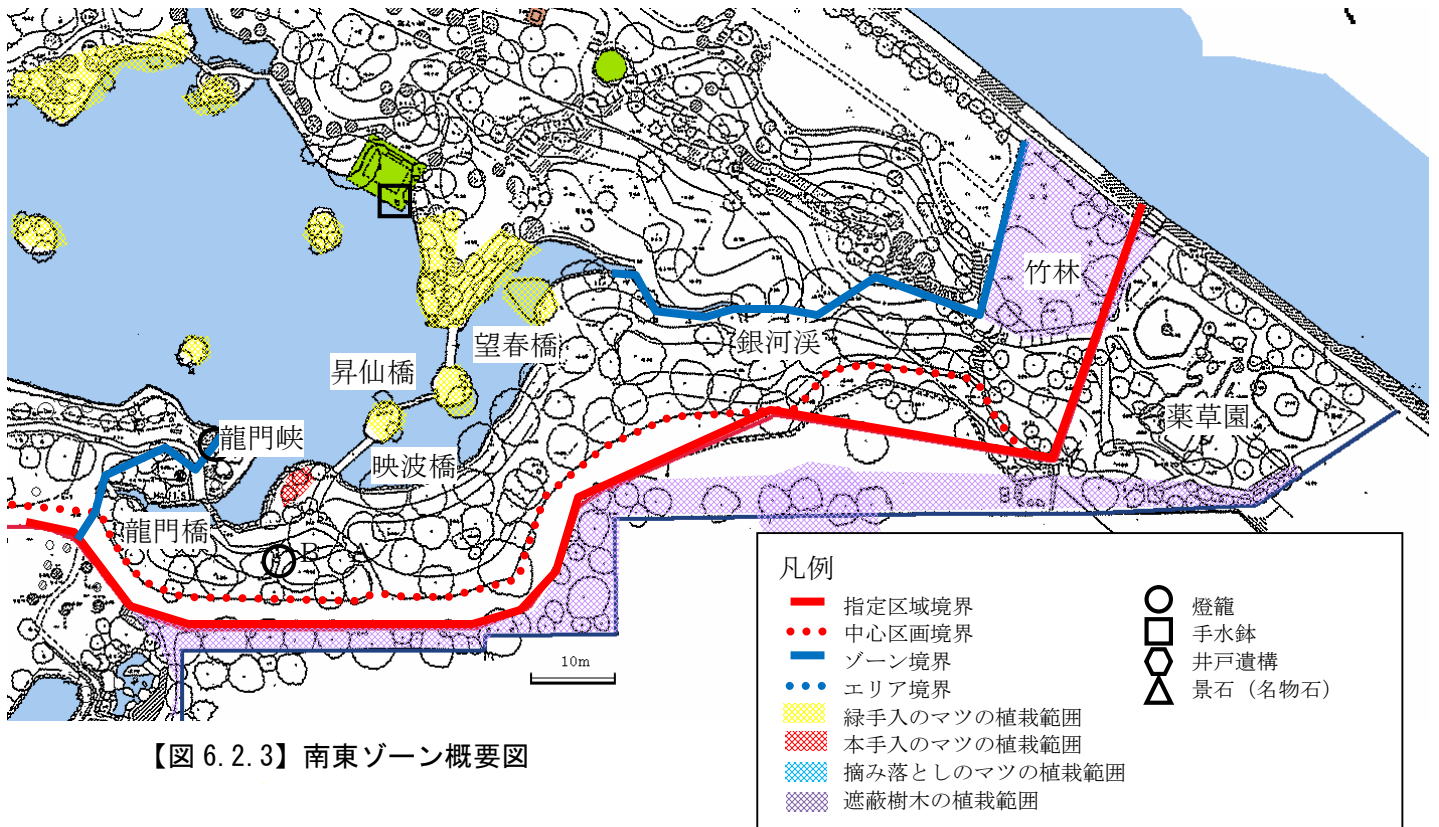 竹林
望春橋
銀河渓
昇仙橋
薬草園
龍門峡
映波橋
龍門橋
B
A
10m
凡例
指定区域境界
中心区画境界
ゾーン境界
エリア境界
緑手入のマツの植栽範囲
本手入のマツの植栽範囲
摘み落としのマツの植栽範囲
遮蔽樹木の植栽範囲
燈籠
手水鉢
井戸遺構
景石（名物石）
【図 6.2.3】南東ゾーン概要図